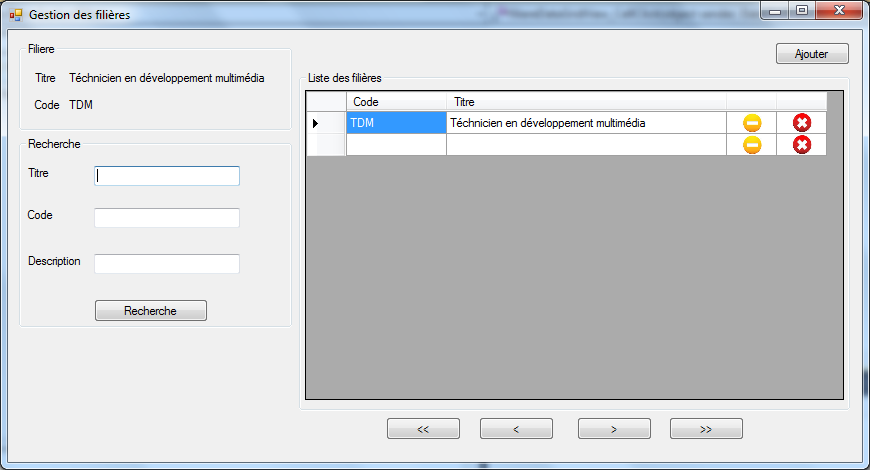 Gestion des filières
Filiere
Titre Téchnicien en développement multimédia
Code TDM
Recherche
Titre
Code
Description
Recherche
Ajouter
Liste des filières
Code Titre
TDM Téchnicien en développement multimédia
<< < > >>